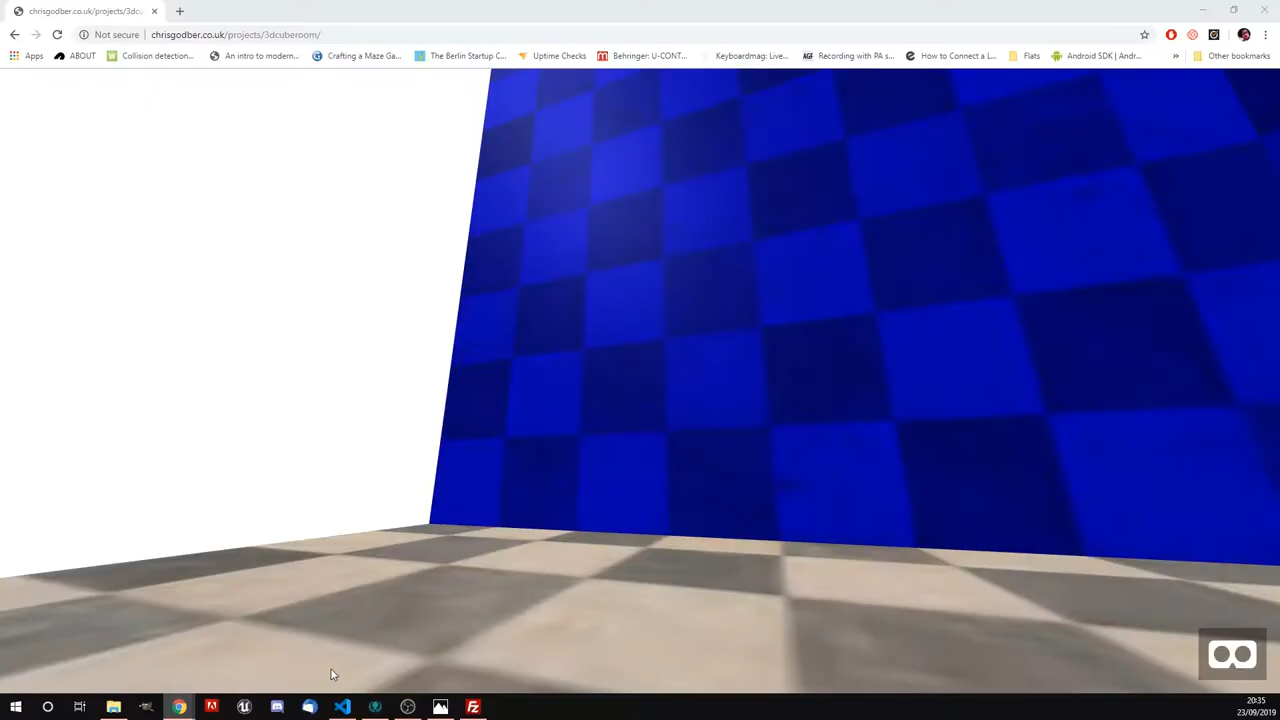 chrisgodber.co.uk/projects/3dcu
Not secure
chrisgodber.co.uk/projects/3dcuberoom/
Apps
ABOUT
Collision detection...
An intro to modern...
Crafting a Maze Ga...
The Berlin Startup C...
Uptime Checks
Behringer: U-CONT...
Keyboardmag: Live...
Recording with PA s...
How to Connect a L...
Flats
Android SDK | Andr...
»
Other bookmarks
20:35
23/09/2019